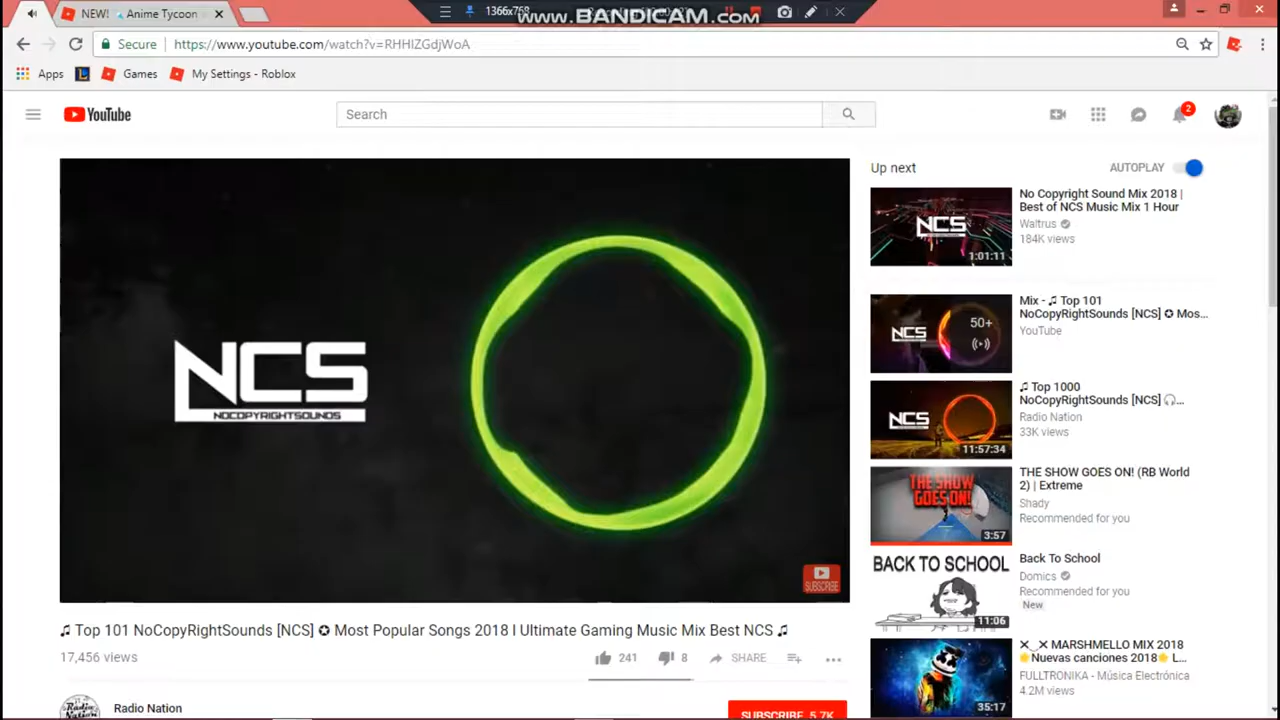 1366x768
www.BANDICAM.com
NEW! Anime Tycoon
Secure
https://www.youtube.com/watch?v=RHHIZGdjWoA
Apps
Games
My Settings - Roblox
YouTube
Search
2
NCS
NOCOPYRIGHTSOUNDS
SUBSCRIBE
♫ Top 101 NoCopyRightSounds [NCS] ✪ Most Popular Songs 2018 | Ultimate Gaming Music Mix Best NCS ♫
17,456 views
241
8
SHARE
Radio Nation
Radio Nation
SUBSCRIBE 5.7K
Up next
AUTOPLAY
NCS
1:01:11
No Copyright Sound Mix 2018 |
Best of NCS Music Mix 1 Hour
Waltrus
184K views
NCS
50+
Mix - ♫ Top 101
NoCopyRightSounds [NCS] ✪ Mos...
YouTube
NCS
11:57:34
♫ Top 1000
NoCopyRightSounds [NCS] 🎧...
Radio Nation
33K views
THE SHOW
GOES ON!
3:57
THE SHOW GOES ON! (RB World
2) | Extreme
Shady
Recommended for you
BACK TO SCHOOL
11:06
Back To School
Domics
Recommended for you
New
35:17
✕‿✕ MARSHMELLO MIX 2018
🌟Nuevas canciones 2018🌟 L...
FULLTRONIKA - Música Electrónica
4.2M views